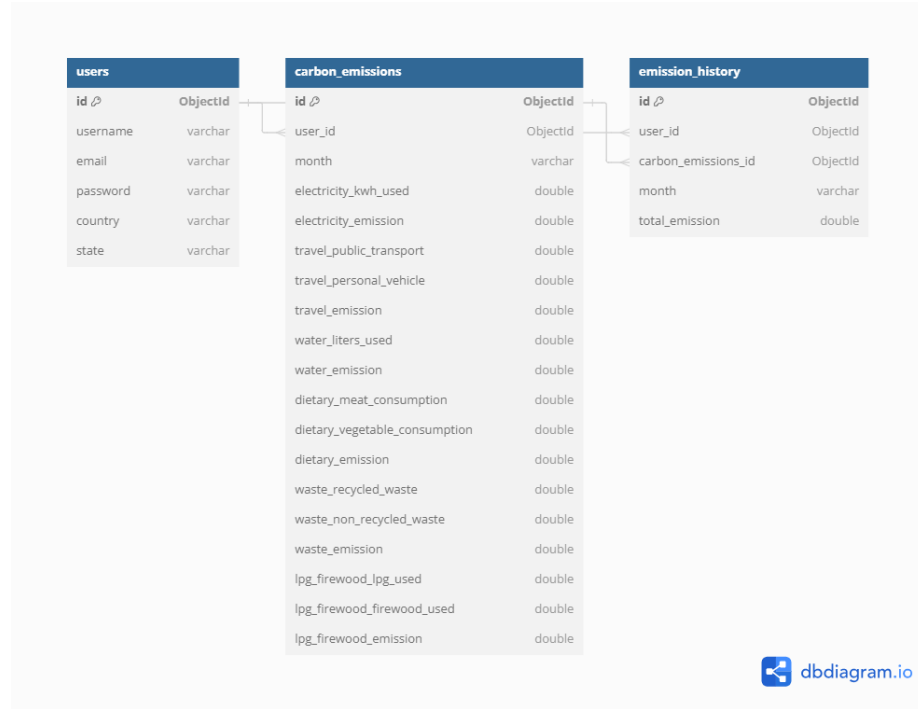 users
id ObjectId
username varchar
email varchar
password varchar
country varchar
state varchar
carbon_emissions
id ObjectId
user_id ObjectId
month varchar
electricity_kwh_used double
electricity_emission double
travel_public_transport double
travel_personal_vehicle double
travel_emission double
water_liters_used double
water_emission double
dietary_meat_consumption double
dietary_vegetable_consumption double
dietary_emission double
waste_recycled_waste double
waste_non_recycled_waste double
waste_emission double
lpg_firewood_lpg_used double
lpg_firewood_firewood_used double
lpg_firewood_emission double
emission_history
id ObjectId
user_id ObjectId
carbon_emissions_id ObjectId
month varchar
total_emission double
dbdiagram.io